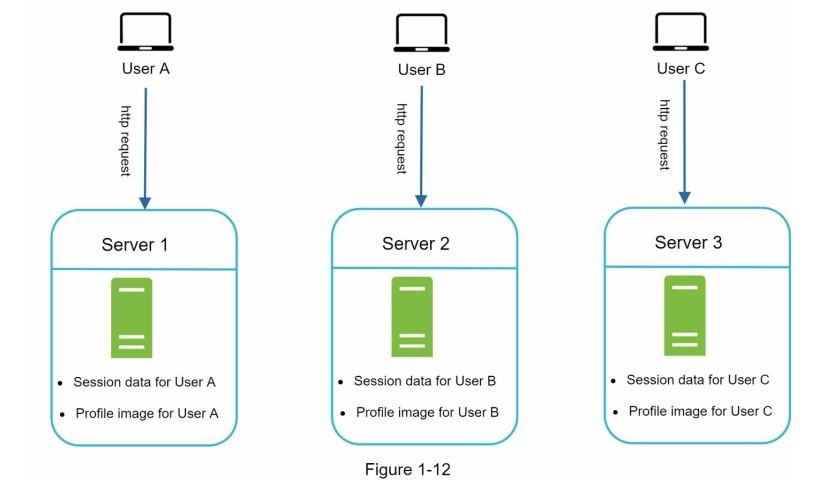 User A
User B
User C
http request
http request
http request
Server 1
Server 2
Server 3
• Session data for User A
• Profile image for User A
• Session data for User B
• Profile image for User B
• Session data for User C
• Profile image for User C
Figure 1-12